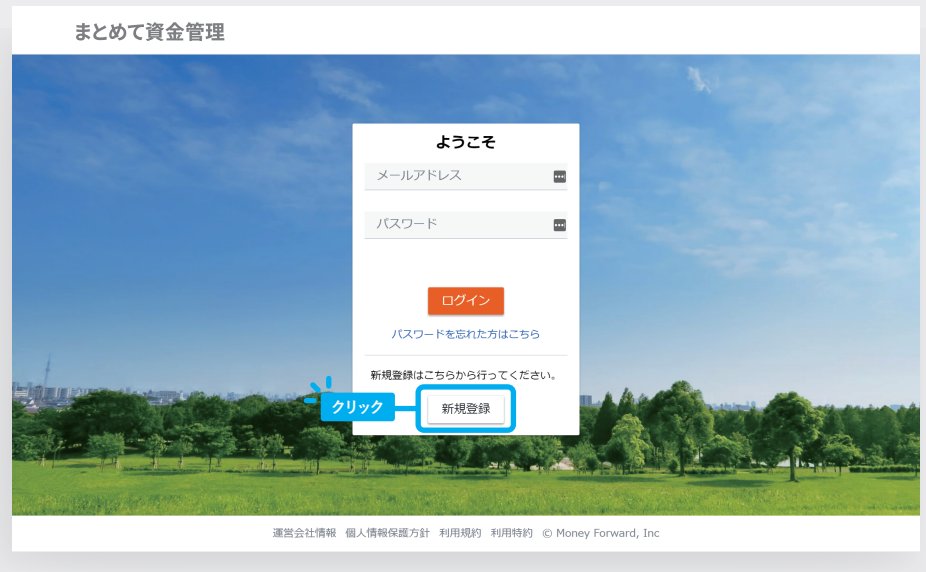 まとめて資金管理
ようこそ
メールアドレス
パスワード
ログイン
パスワードを忘れた方はこちら
新規登録はこちらから行ってください。
クリック
新規登録
運営会社情報 個人情報保護方針 利用規約 利用特約 © Money Forward, Inc